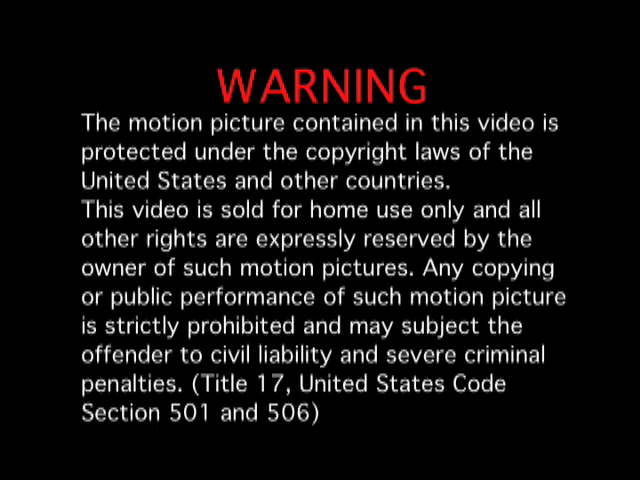 WARNING
The motion picture contained in this video is
protected under the copyright laws of the
United States and other countries.
This video is sold for home use only and all
other rights are expressly reserved by the
owner of such motion pictures. Any copying
or public performance of such motion picture
is strictly prohibited and may subject the
offender to civil liability and severe criminal
penalties. (Title 17, United States Code
Section 501 and 506)